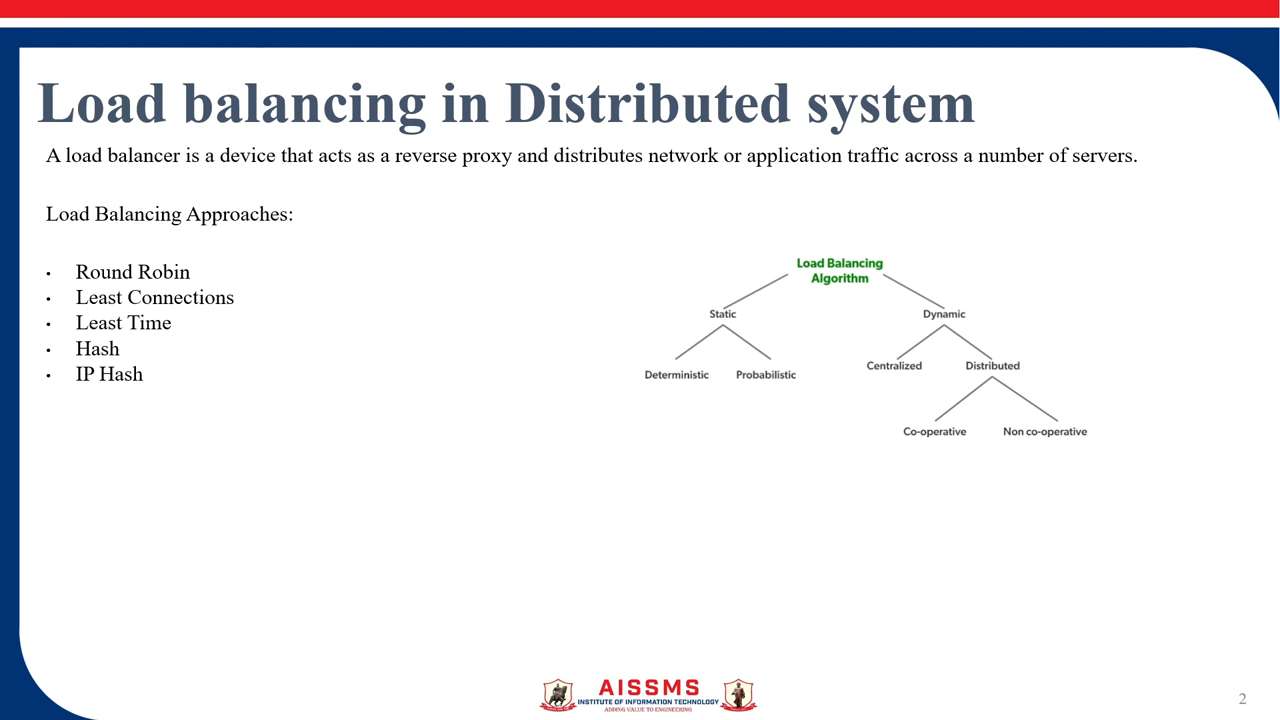 Load balancing in Distributed system
A load balancer is a device that acts as a reverse proxy and distributes network or application traffic across a number of servers.
Load Balancing Approaches:
• Round Robin
• Least Connections
• Least Time
• Hash
• IP Hash
Load Balancing
Algorithm
Static
Dynamic
Deterministic
Probabilistic
Centralized
Distributed
Co-operative
Non co-operative
AISSMS
INSTITUTE OF INFORMATION TECHNOLOGY
ADDING VALUE TO ENGINEERING
2